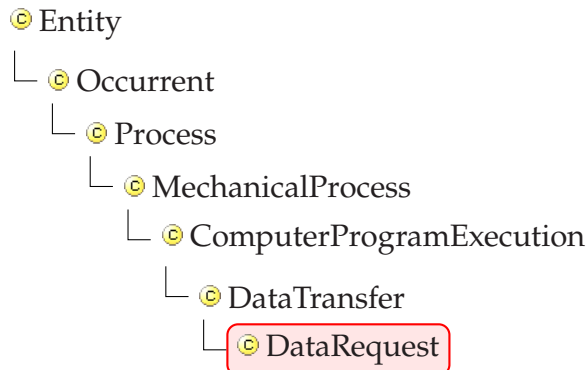 © Entity
© Occurrent
© Process
© MechanicalProcess
© ComputerProgramExecution
© DataTransfer
© DataRequest